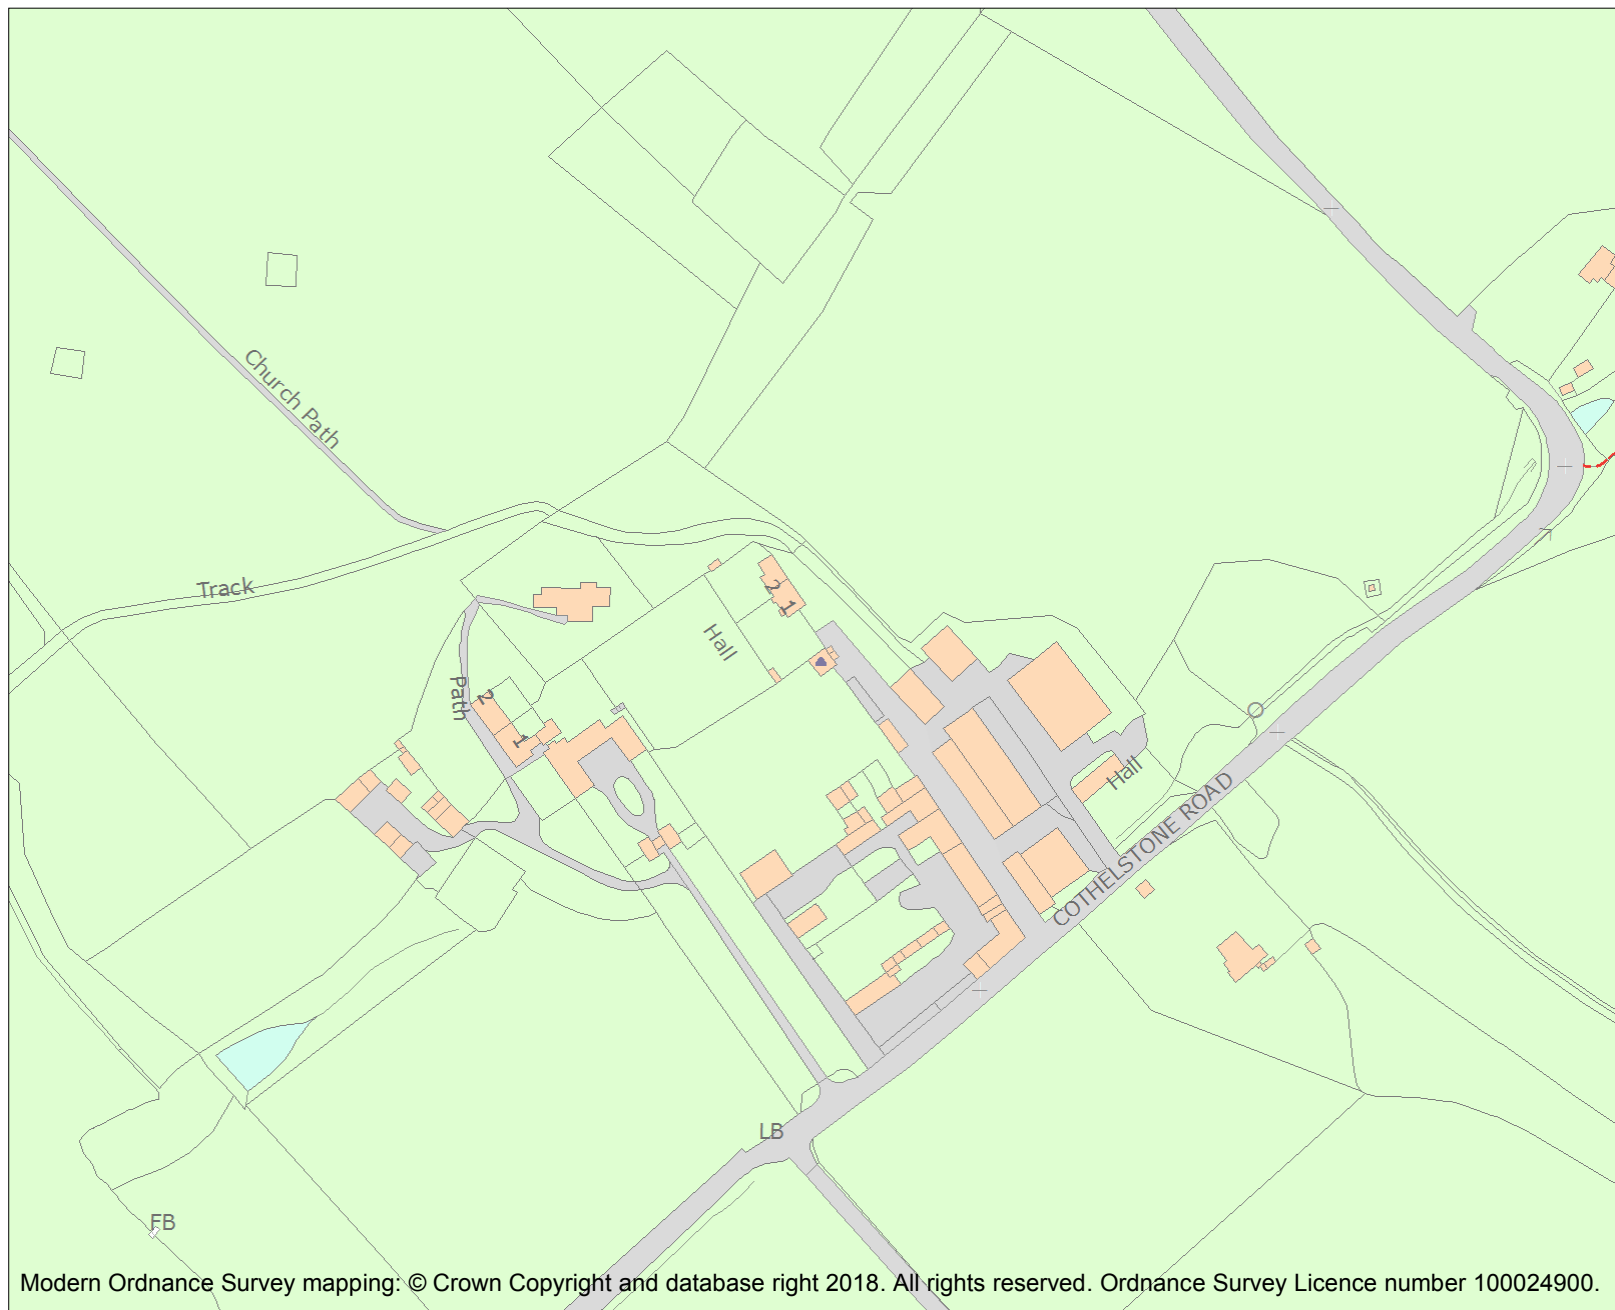 Church Path
Track
2
1
Hall
Path
2
1
Hall
COTHELSTONE ROAD
LB
FB
Modern Ordnance Survey mapping: © Crown Copyright and database right 2018. All rights reserved. Ordnance Survey Licence number 100024900.